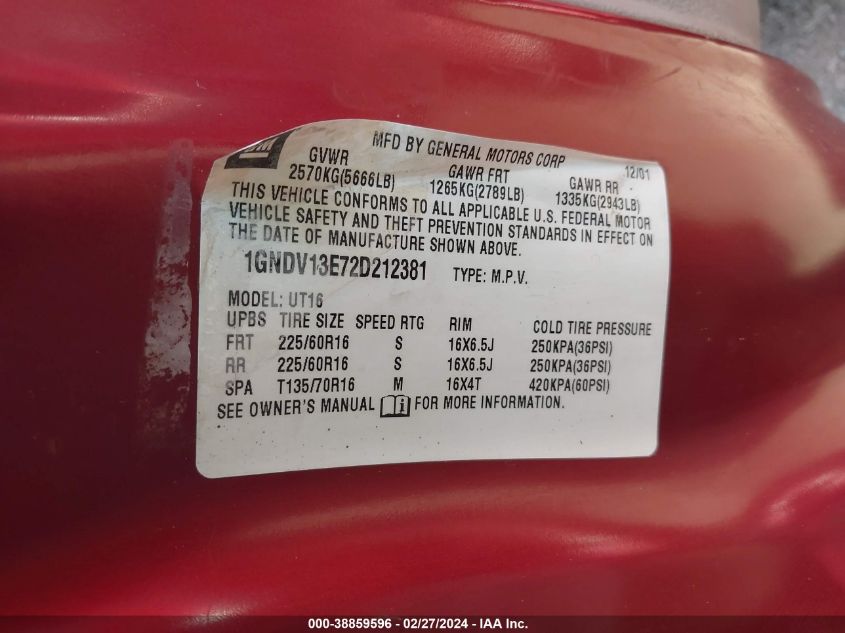 GM MFD BY GENERAL MOTORS CORP 12/01
GVWR GAWR FRT GAWR RR
2570KG(5666LB) 1265KG(2789LB) 1335KG(2943LB)
THIS VEHICLE CONFORMS TO ALL APPLICABLE U.S. FEDERAL MOTOR
VEHICLE SAFETY AND THEFT PREVENTION STANDARDS IN EFFECT ON
THE DATE OF MANUFACTURE SHOWN ABOVE.
1GNDV13E72D212381 TYPE: M.P.V.
MODEL: UT16
UPBS TIRE SIZE SPEED RTG RIM COLD TIRE PRESSURE
FRT 225/60R16 S 16X6.5J 250KPA(36PSI)
RR 225/60R16 S 16X6.5J 250KPA(36PSI)
SPA T135/70R16 M 16X4T 420KPA(60PSI)
SEE OWNER'S MANUAL i FOR MORE INFORMATION.
000-38859596 - 02/27/2024 - IAA Inc.